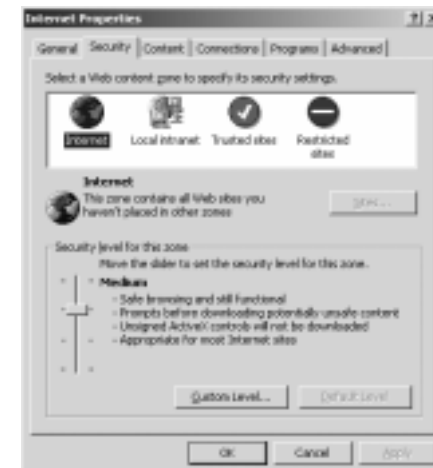 Internet Properties
General Security Content Connections Programs Advanced
Select a Web content zone to specify its security settings.
Internet Local intranet Trusted sites Restricted sites
Internet
This zone contains all Web sites you
haven't placed in other zones
Sites...
Security level for this zone
Move the slider to set the security level for this zone.
Medium
- Safe browsing and still functional
- Prompts before downloading potentially unsafe content
- Unsigned ActiveX controls will not be downloaded
- Appropriate for most Internet sites
Custom Level... Default Level
OK Cancel Apply